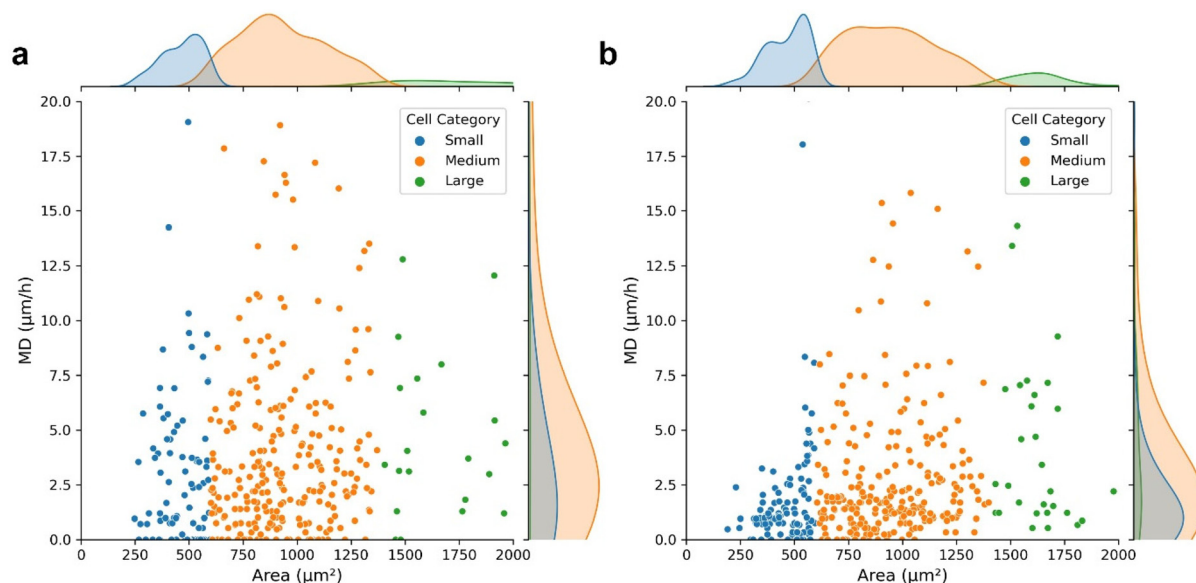 a
b
Cell Category
Small
Medium
Large
MD (µm/h)
20.0
17.5
15.0
12.5
10.0
7.5
5.0
2.5
0.0
0 250 500 750 1000 1250 1500 1750 2000
Area (µm²)
Cell Category
Small
Medium
Large
MD (µm/h)
20.0
17.5
15.0
12.5
10.0
7.5
5.0
2.5
0.0
0 250 500 750 1000 1250 1500 1750 2000
Area (µm²)